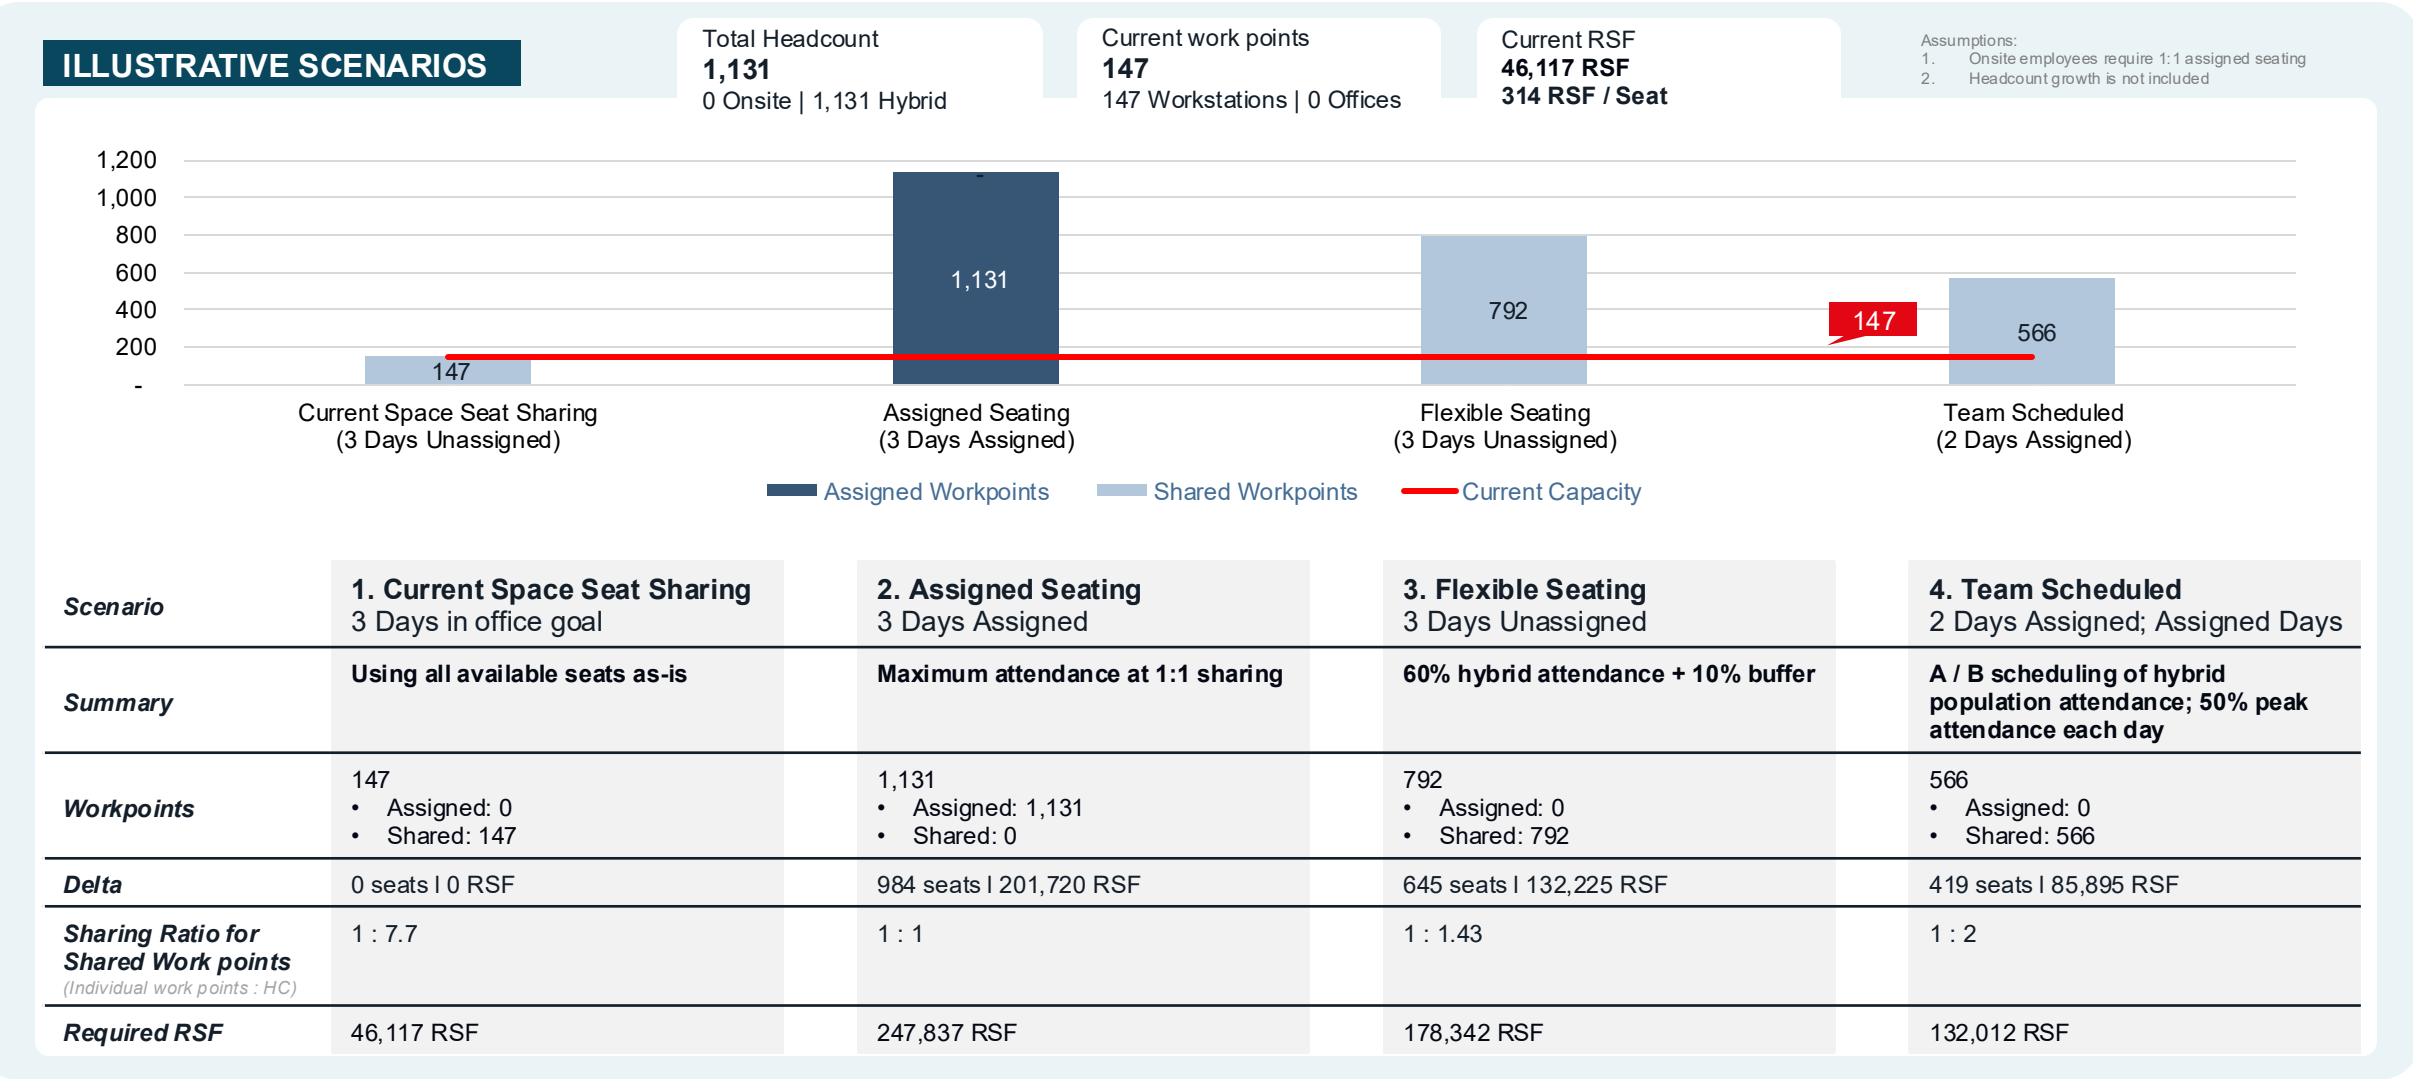 ILLUSTRATIVE SCENARIOS
Total Headcount
1,131
0 Onsite | 1,131 Hybrid
Current work points
147
147 Workstations | 0 Offices
Current RSF
46,117 RSF
314 RSF / Seat
Assumptions:
1. Onsite employees require 1:1 assigned seating
2. Headcount growth is not included
1,200
1,000
800
600
400
200
-
147
-
1,131
792
147
566
Current Space Seat Sharing
(3 Days Unassigned)
Assigned Seating
(3 Days Assigned)
Flexible Seating
(3 Days Unassigned)
Team Scheduled
(2 Days Assigned)
Assigned Workpoints
Shared Workpoints
Current Capacity
Scenario
1. Current Space Seat Sharing
3 Days in office goal
2. Assigned Seating
3 Days Assigned
3. Flexible Seating
3 Days Unassigned
4. Team Scheduled
2 Days Assigned; Assigned Days
Summary
Using all available seats as-is
Maximum attendance at 1:1 sharing
60% hybrid attendance + 10% buffer
A / B scheduling of hybrid
population attendance; 50% peak
attendance each day
Workpoints
147
• Assigned: 0
• Shared: 147
1,131
• Assigned: 1,131
• Shared: 0
792
• Assigned: 0
• Shared: 792
566
• Assigned: 0
• Shared: 566
Delta
0 seats l 0 RSF
984 seats l 201,720 RSF
645 seats l 132,225 RSF
419 seats l 85,895 RSF
Sharing Ratio for
Shared Work points
(Individual work points : HC)
1 : 7.7
1 : 1
1 : 1.43
1 : 2
Required RSF
46,117 RSF
247,837 RSF
178,342 RSF
132,012 RSF